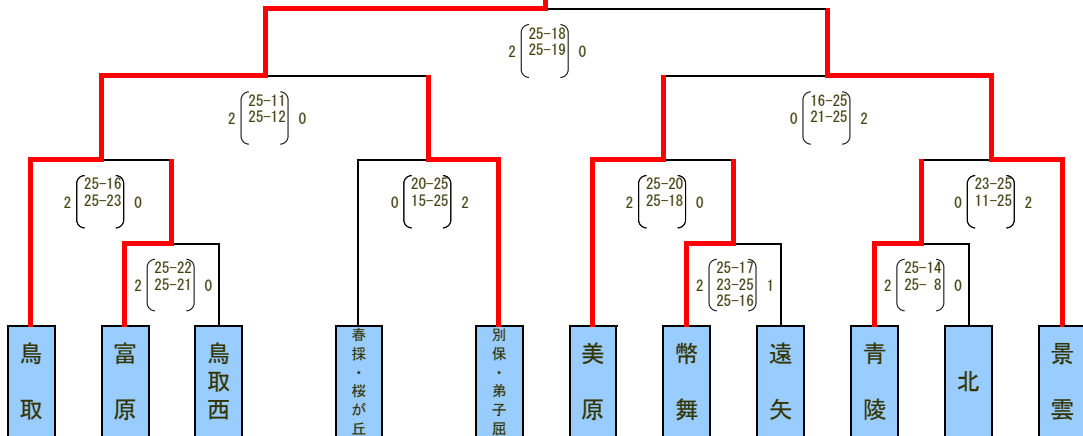 25-18
2 25-19 0
25-11
2 25-12 0
16-25
0 21-25 2
25-16
2 25-23 0
20-25
0 15-25 2
25-20
2 25-18 0
23-25
0 11-25 2
25-22
2 25-21 0
25-17
2 23-25 1
25-16
25-14
2 25- 8 0
鳥取
富原
鳥取西
春採・桜が丘
別保・弟子屈
美原
幣舞
遠矢
青陵
北
景雲